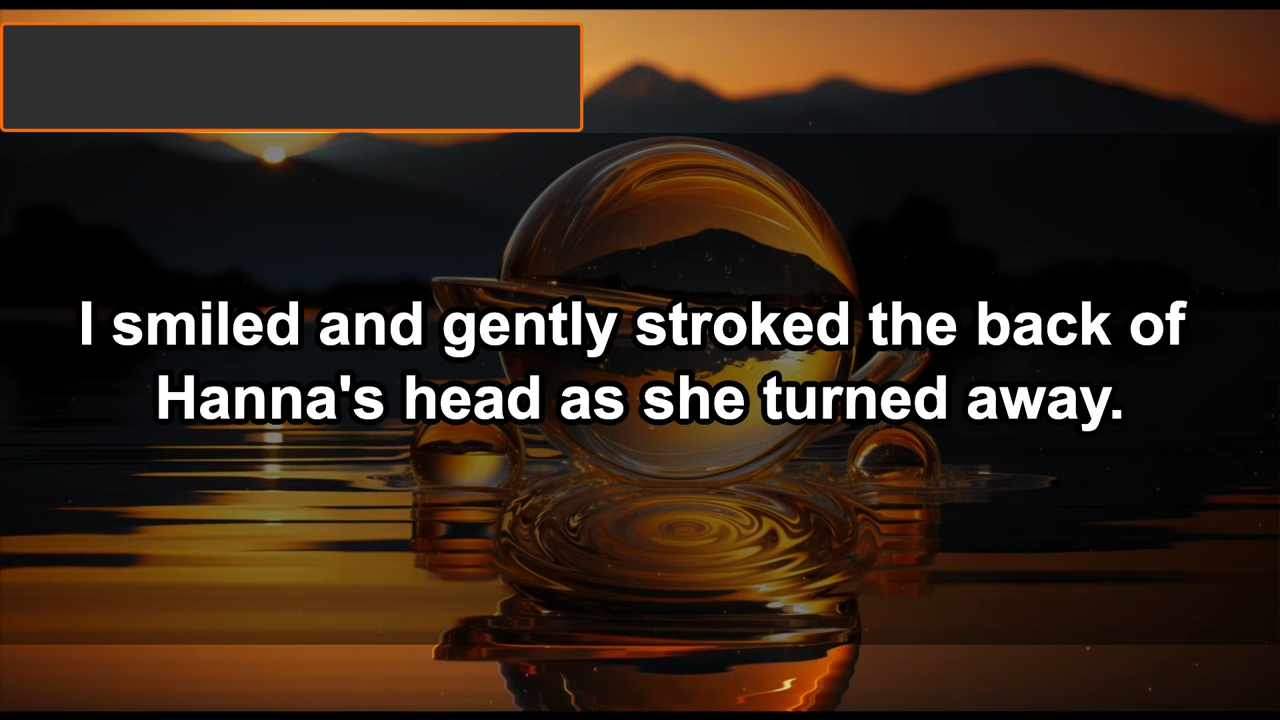 I smiled and gently stroked the back of
Hanna's head as she turned away.